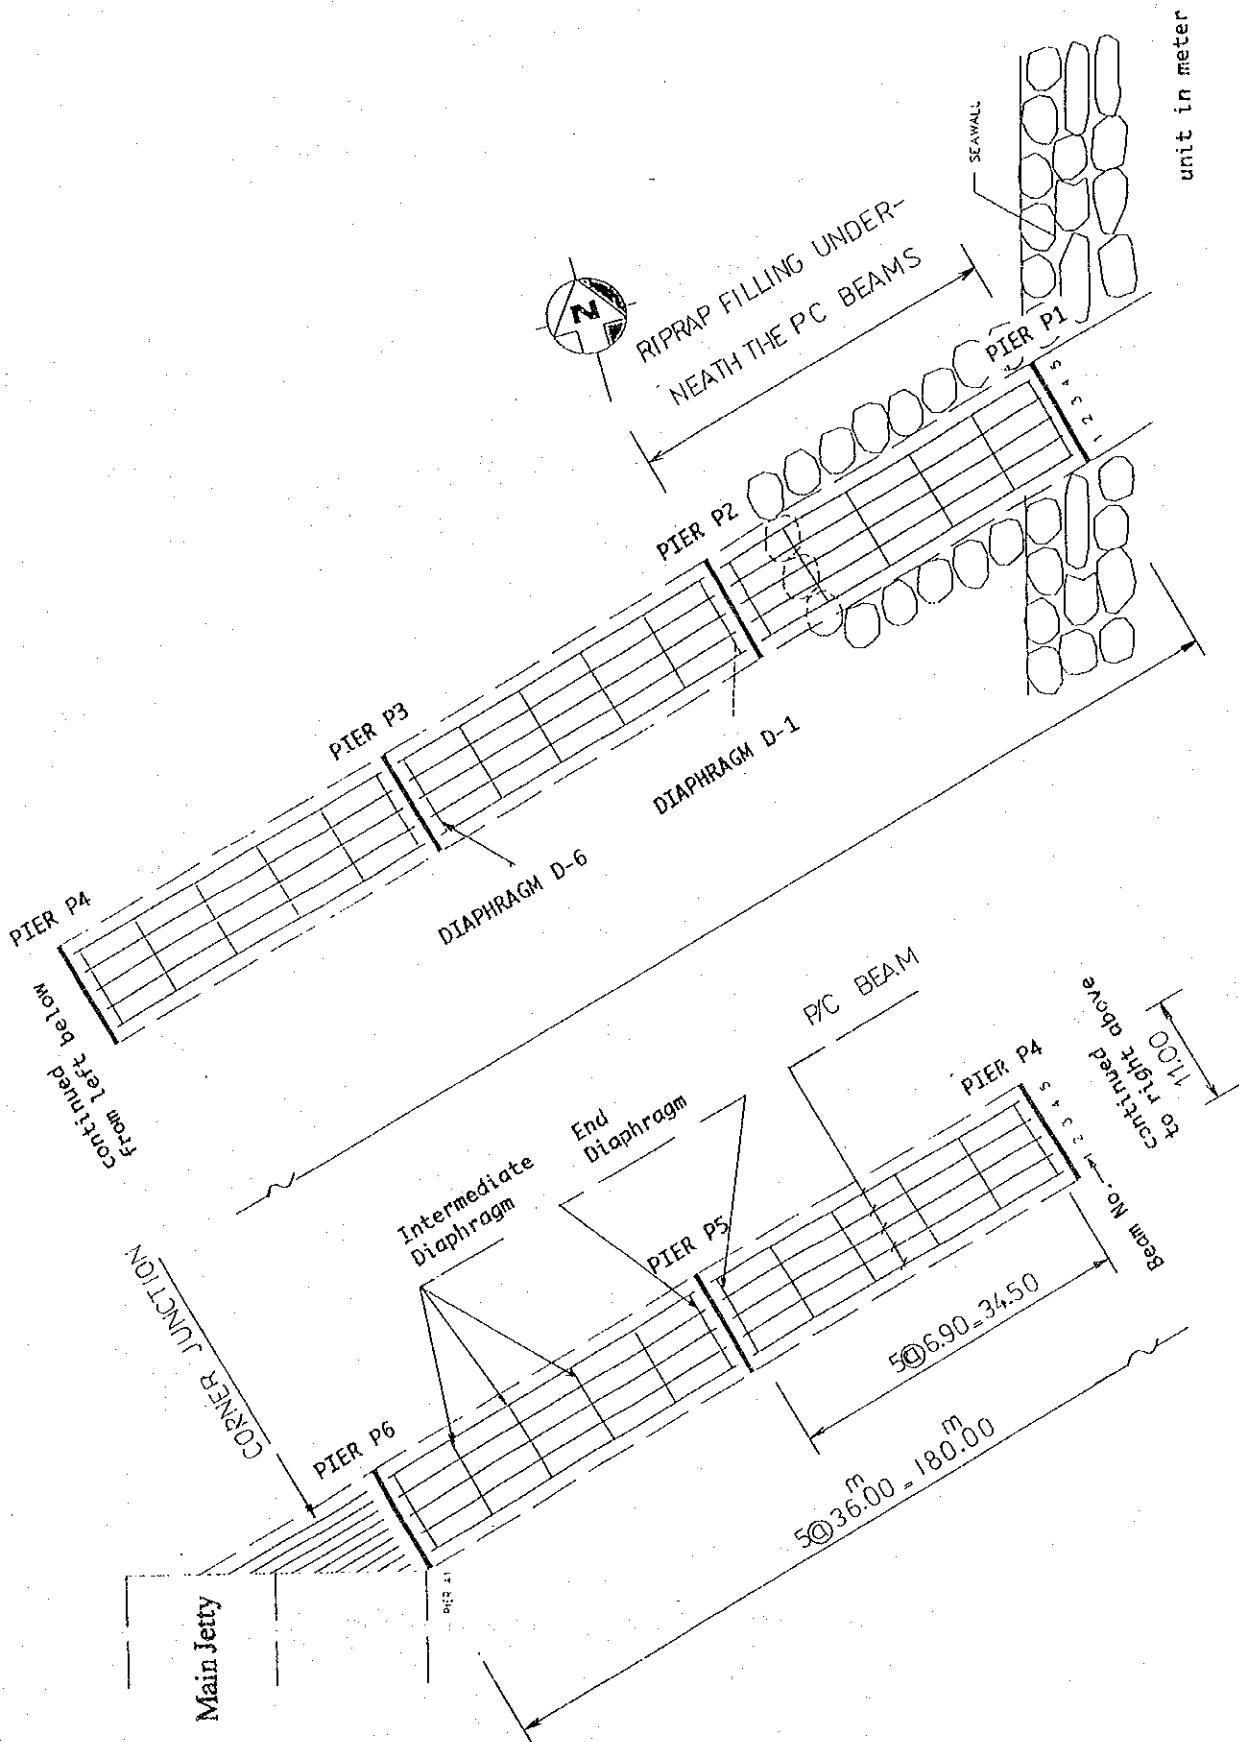 unit in meter
SEAWALL
N
RIPRAP FILLING UNDER-
NEATH THE PC BEAMS
PIER P1
1 2 3 4 5
PIER P2
PIER P3
DIAPHRAGM D-1
DIAPHRAGM D-6
PIER P4
continued
from left below
P/C BEAM
continued
to right above
11.00
PIER P4
1 2 3 4 5
Beam No.
End
Diaphragm
Intermediate
Diaphragm
PIER P5
5@6.90=34.50
CORNER JUNCTION
PIER P6
m m
5@36.00=180.00
PIER A1
Main Jetty